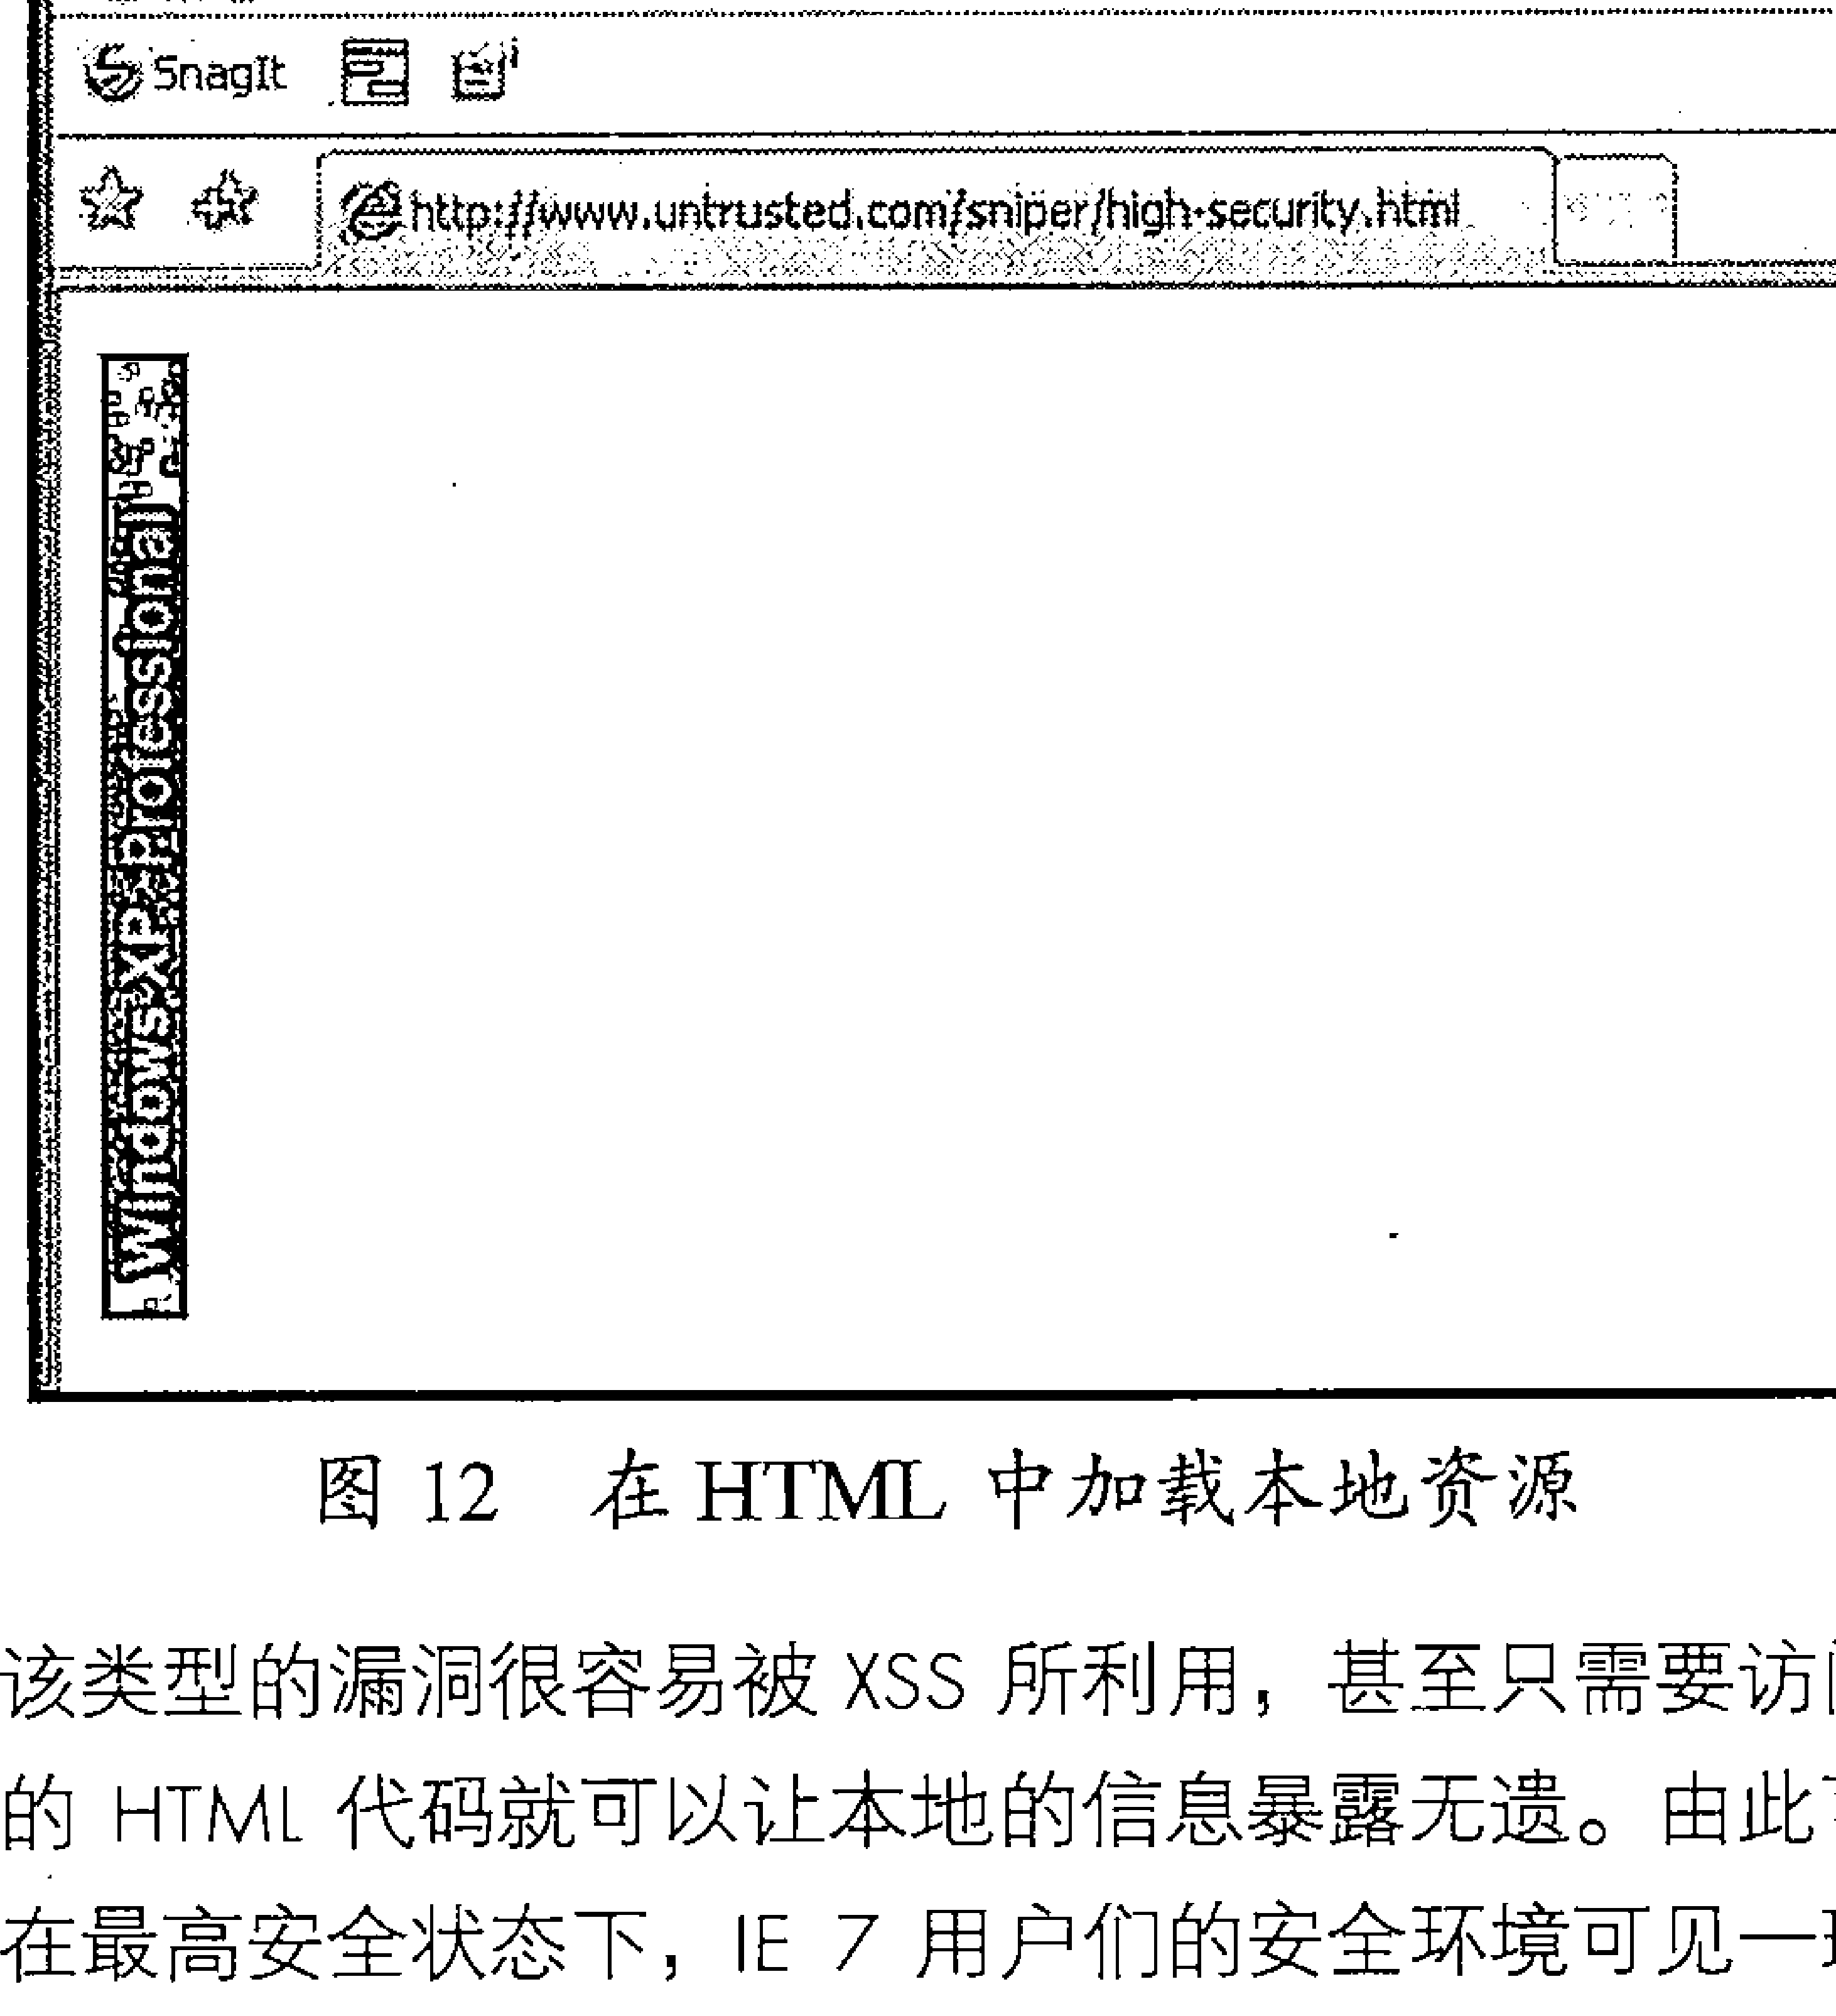 SnagIt
http://www.untrusted.com/sniper/high-security.html
WindowsXP Professional
图 12 在 HTML 中加载本地资源
该类型的漏洞很容易被 XSS 所利用，甚至只需要访
的 HTML 代码就可以让本地的信息暴露无遗。由此
在最高安全状态下，IE 7 用户们的安全环境可见一